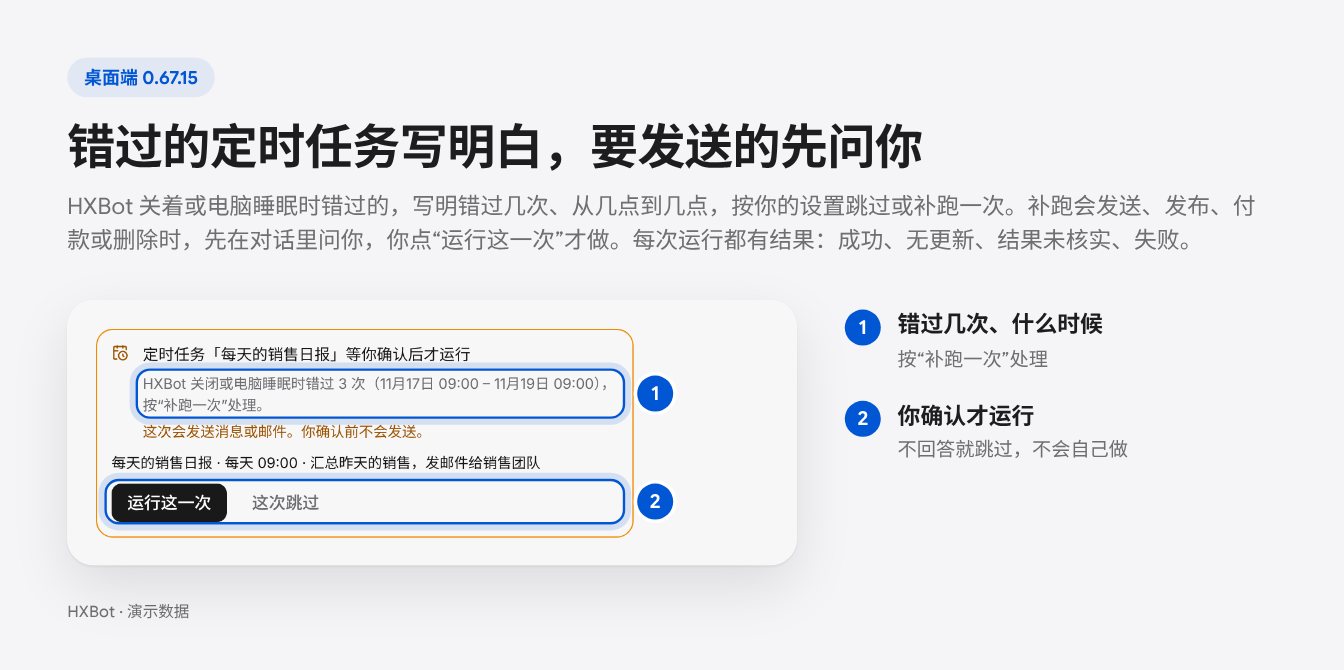 桌面端 0.67.15
错过的定时任务写明白，要发送的先问你
HXBot 关着或电脑睡眠时错过的，写明错过几次、从几点到几点，按你的设置跳过或补跑一次。补跑会发送、发布、付
款或删除时，先在对话里问你，你点“运行这一次”才做。每次运行都有结果：成功、无更新、结果未核实、失败。
定时任务「每天的销售日报」等你确认后才运行
HXBot 关闭或电脑睡眠时错过 3 次（11月17日 09:00 – 11月19日 09:00），
按“补跑一次”处理。
1
这次会发送消息或邮件。你确认前不会发送。
每天的销售日报 · 每天 09:00 · 汇总昨天的销售，发邮件给销售团队
运行这一次 这次跳过
2
1 错过几次、什么时候
按“补跑一次”处理
2 你确认才运行
不回答就跳过，不会自己做
HXBot · 演示数据